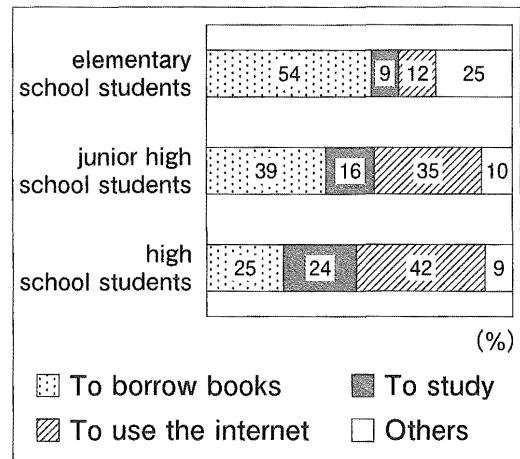 elementary
school students
54 9 12 25
junior high
school students
39 16 35 10
high
school students
25 24 42 9
(%)
To borrow books
To study
To use the internet
Others